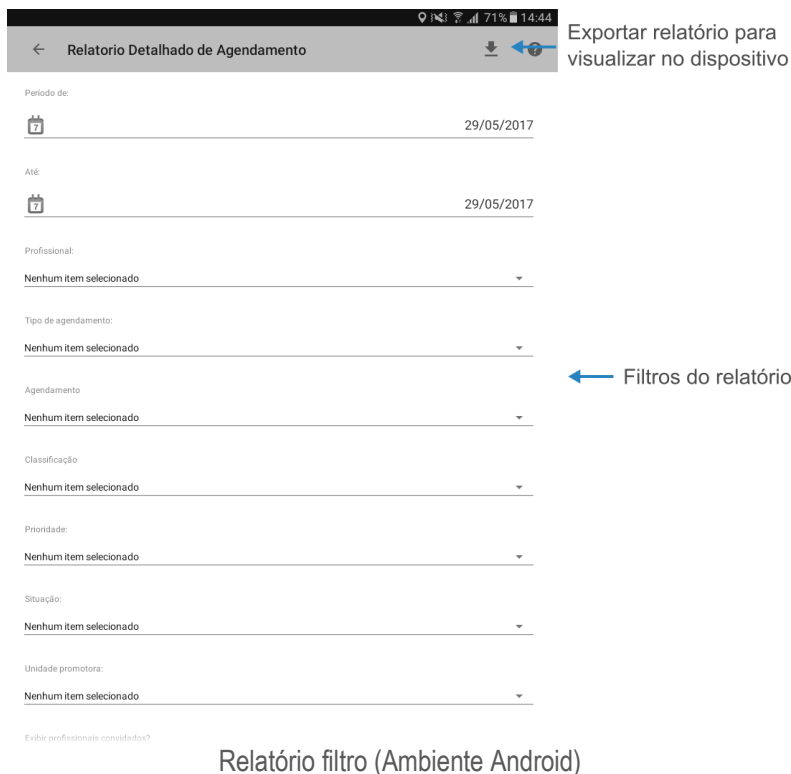 71% 14:44
Relatorio Detalhado de Agendamento
Exportar relatório para
visualizar no dispositivo
Período de:
7
29/05/2017
Até:
7
29/05/2017
Profissional:
Nenhum item selecionado
Tipo de agendamento:
Nenhum item selecionado
Filtros do relatório
Agendamento
Nenhum item selecionado
Classificação
Nenhum item selecionado
Prioridade:
Nenhum item selecionado
Situação:
Nenhum item selecionado
Unidade promotora:
Nenhum item selecionado
Exibir profissionais convidados?
Relatório filtro (Ambiente Android)